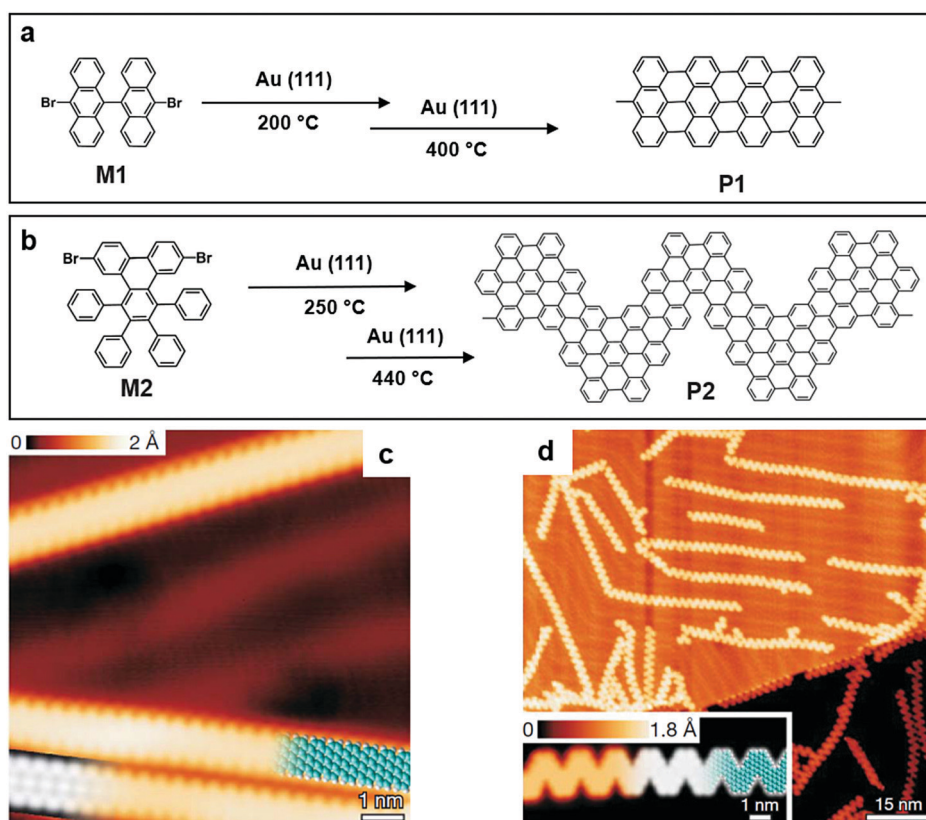 a
Br
Br
M1
Au (111)
200 °C
Au (111)
400 °C
P1
b
Br
Br
M2
Au (111)
250 °C
Au (111)
440 °C
P2
0 2 Å
c
1 nm
d
0 1.8 Å
1 nm
15 nm